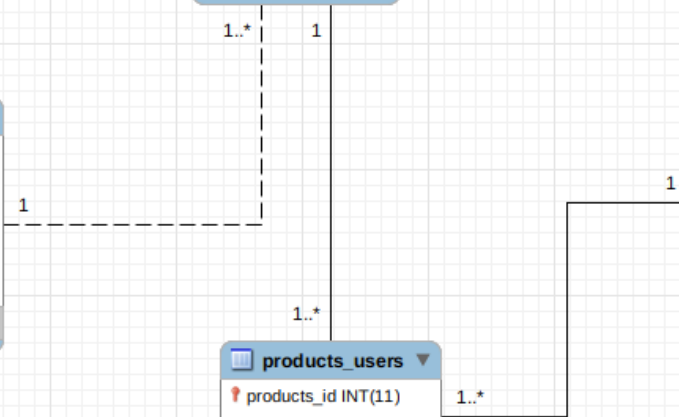 1..* 1
1
1
1..*
products_users
products_id INT(11)
1..*